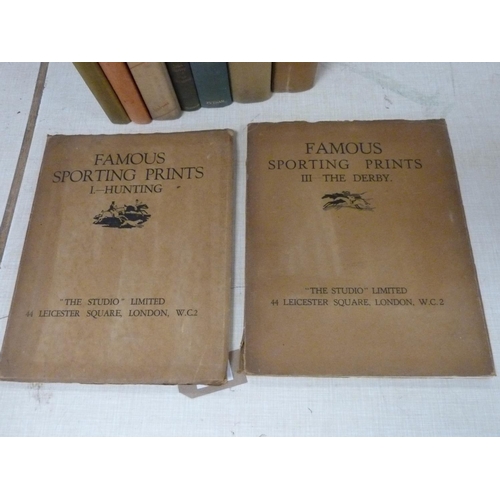 FAMOUS
SPORTING PRINTS
I.—HUNTING
"THE STUDIO" LIMITED
44 LEICESTER SQUARE, LONDON, W.C.2
FAMOUS
SPORTING PRINTS
III—THE DERBY.
"THE STUDIO" LIMITED
44 LEICESTER SQUARE, LONDON, W.C. 2